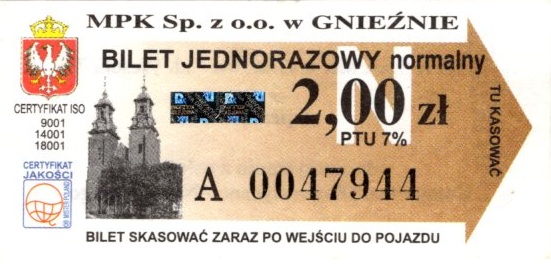 MPK Sp. z o.o. w GNIEŹNIE
BILET JEDNORAZOWY normalny
N
2,00 zł
PTU 7%
TU KASOWAĆ
CERTYFIKAT ISO
9001
14001
18001
CERTYFIKAT
JAKOŚCI
A 0047944
BILET SKASOWAĆ ZARAZ PO WEJŚCIU DO POJAZDU